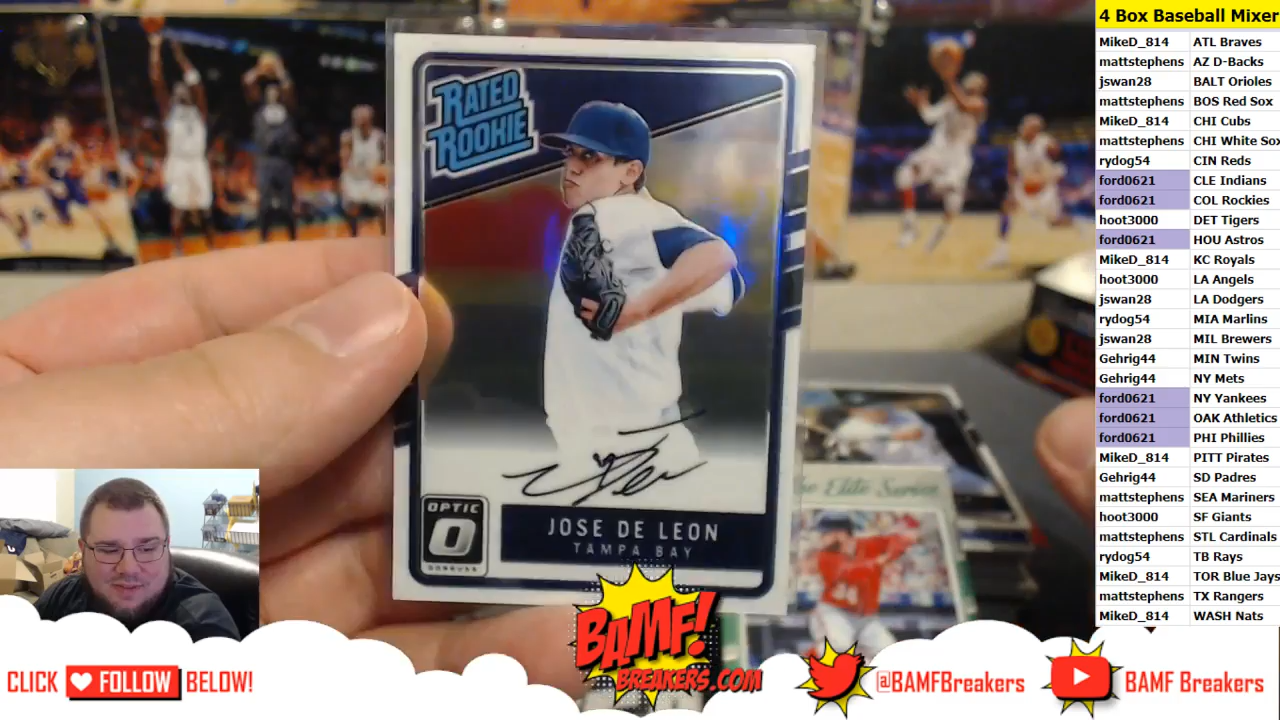 RATED
ROOKIE
OPTIC
DONRUSS
JOSE DE LEON
TAMPA BAY
The Elite Series
BAMF!
BREAKERS.COM
CLICK FOLLOW BELOW!
@BAMFBreakers
BAMF Breakers
4 Box Baseball Mixer
MikeD_814 ATL Braves
mattstephens AZ D-Backs
jswan28 BALT Orioles
mattstephens BOS Red Sox
MikeD_814 CHI Cubs
mattstephens CHI White Sox
rydog54 CIN Reds
ford0621 CLE Indians
ford0621 COL Rockies
hoot3000 DET Tigers
ford0621 HOU Astros
MikeD_814 KC Royals
hoot3000 LA Angels
jswan28 LA Dodgers
rydog54 MIA Marlins
jswan28 MIL Brewers
Gehrig44 MIN Twins
Gehrig44 NY Mets
ford0621 NY Yankees
ford0621 OAK Athletics
ford0621 PHI Phillies
MikeD_814 PITT Pirates
Gehrig44 SD Padres
mattstephens SEA Mariners
hoot3000 SF Giants
mattstephens STL Cardinals
rydog54 TB Rays
MikeD_814 TOR Blue Jays
mattstephens TX Rangers
MikeD_814 WASH Nats